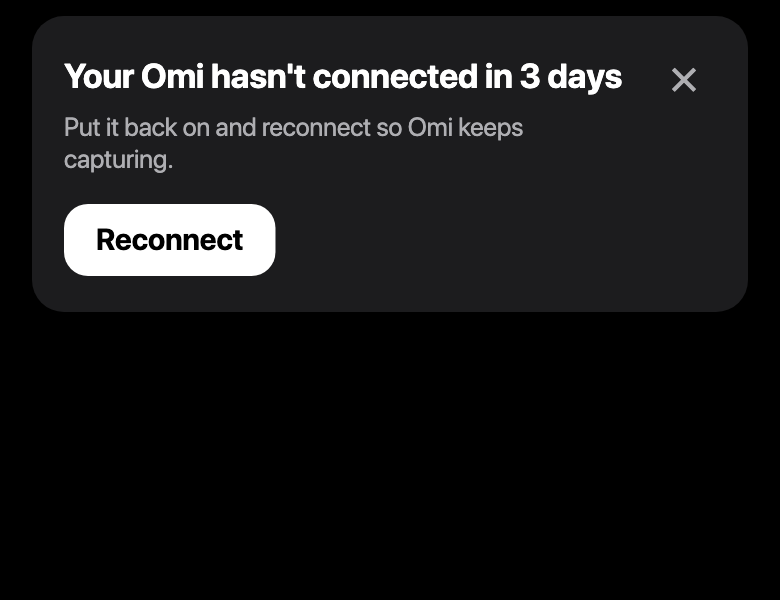 Your Omi hasn't connected in 3 days
Put it back on and reconnect so Omi keeps
capturing.
Reconnect